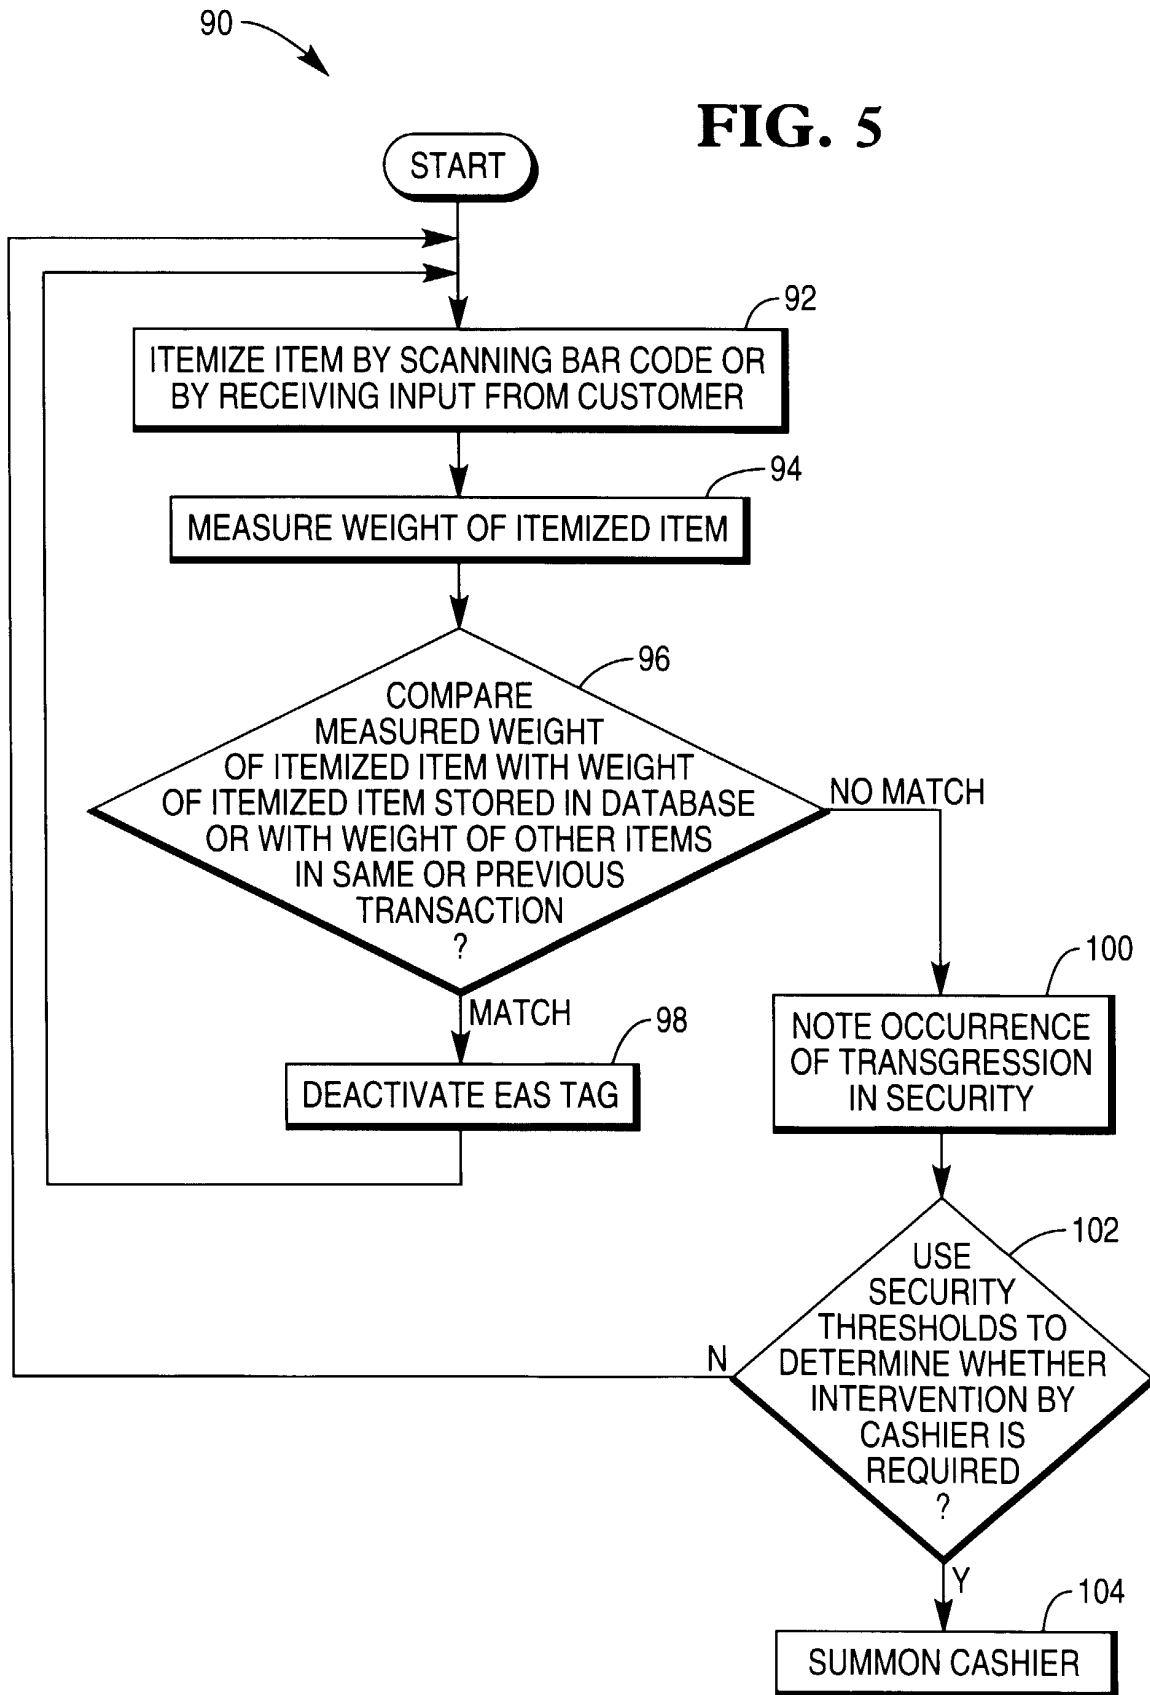 90
FIG. 5
START
92
ITEMIZE ITEM BY SCANNING BAR CODE OR
BY RECEIVING INPUT FROM CUSTOMER
94
MEASURE WEIGHT OF ITEMIZED ITEM
96
COMPARE
MEASURED WEIGHT
OF ITEMIZED ITEM WITH WEIGHT
OF ITEMIZED ITEM STORED IN DATABASE
OR WITH WEIGHT OF OTHER ITEMS
IN SAME OR PREVIOUS
TRANSACTION
?
NO MATCH
MATCH
98
DEACTIVATE EAS TAG
100
NOTE OCCURRENCE
OF TRANSGRESSION
IN SECURITY
102
USE
SECURITY
THRESHOLDS TO
DETERMINE WHETHER
INTERVENTION BY
CASHIER IS
REQUIRED
?
N
Y
104
SUMMON CASHIER